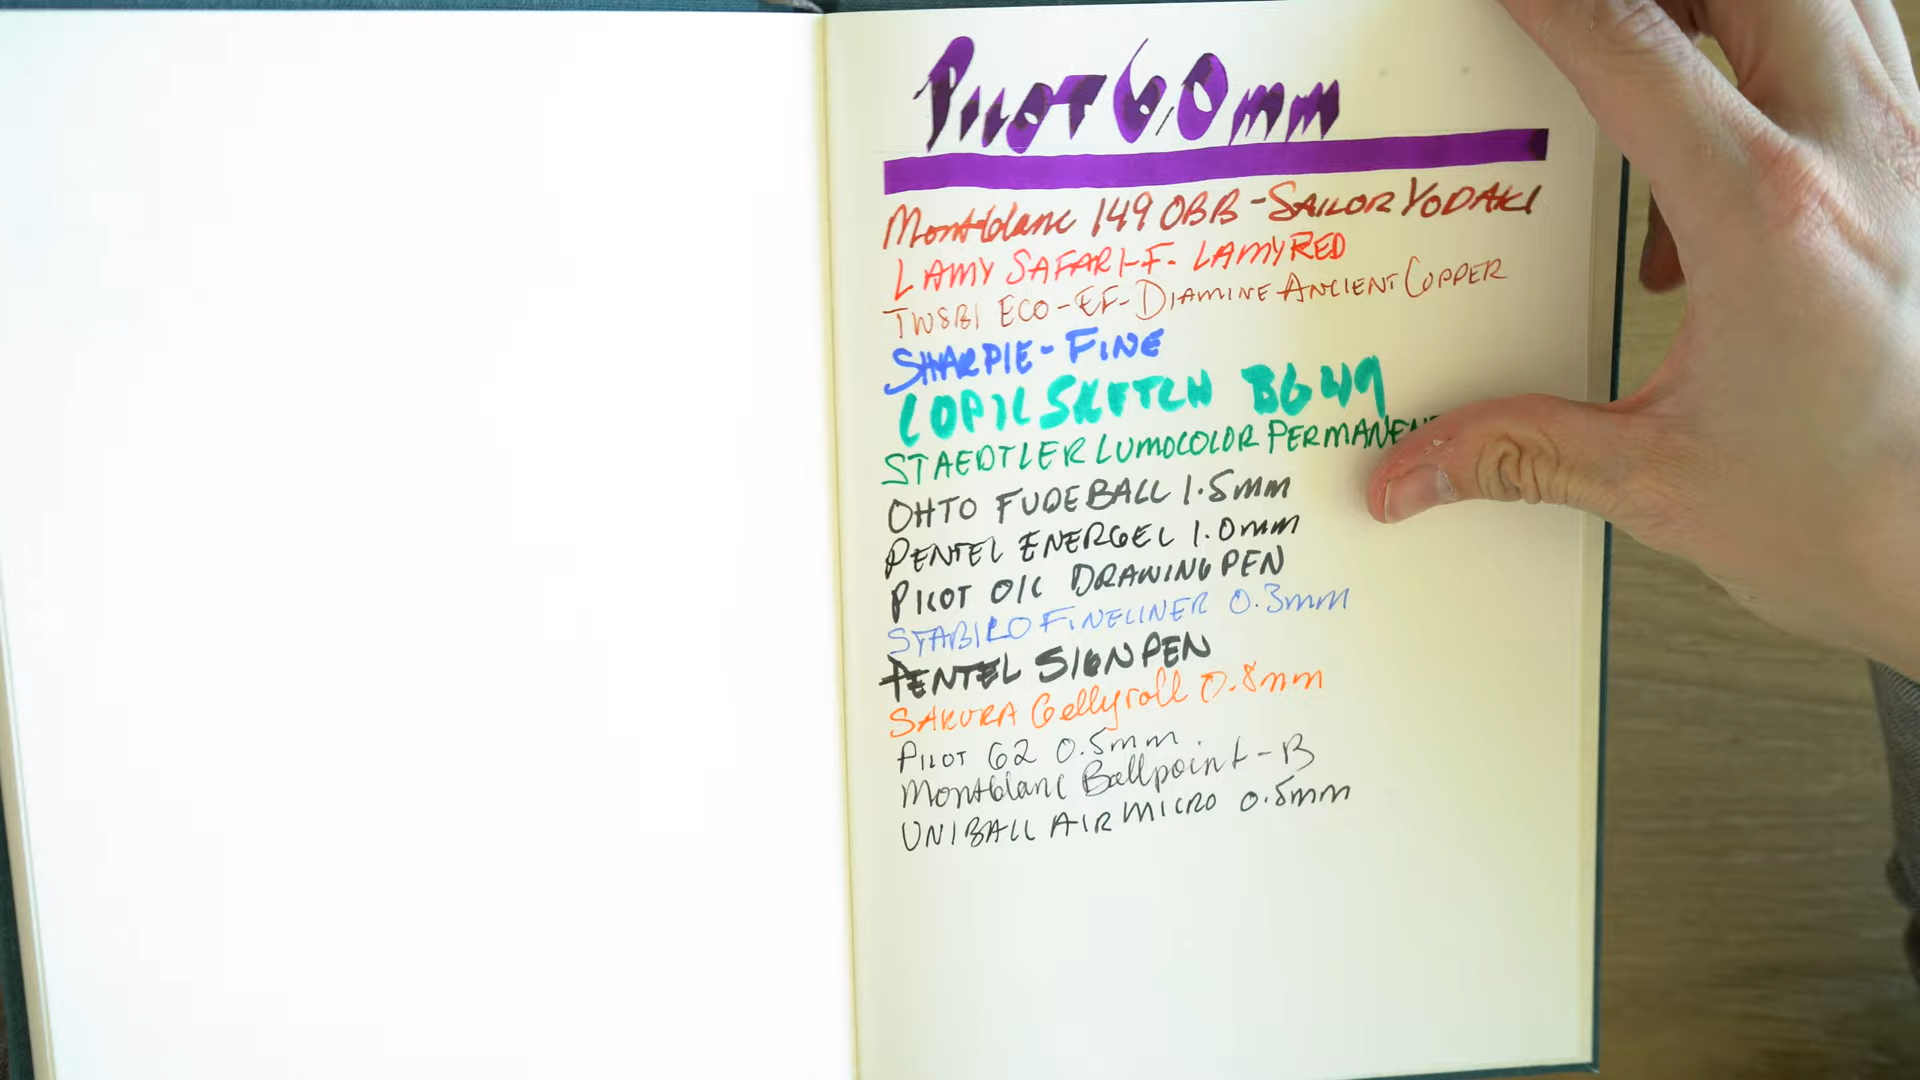 Pilot 6.0mm
Montblanc 149 OBB - SAILOR YODAKI
LAMY SAFARI-F. LAMY RED
TWSBI ECO-EF-DIAMINE ANCIENT COPPER
SHARPIE-FINE
COPIC SKETCH BG49
STAEDTLER LUMOCOLOR PERMANENT
OHTO FUDEBALL 1.5mm
PENTEL ENERGEL 1.0mm
PILOT OIL DRAWING PEN
STABILO FINELINER 0.3mm
PENTEL SIGN PEN
SAKURA Gellyroll 0.8mm
PILOT G2 0.5mm
Montblanc Ballpoint-B
UNIBALL AIR MICRO 0.5mm